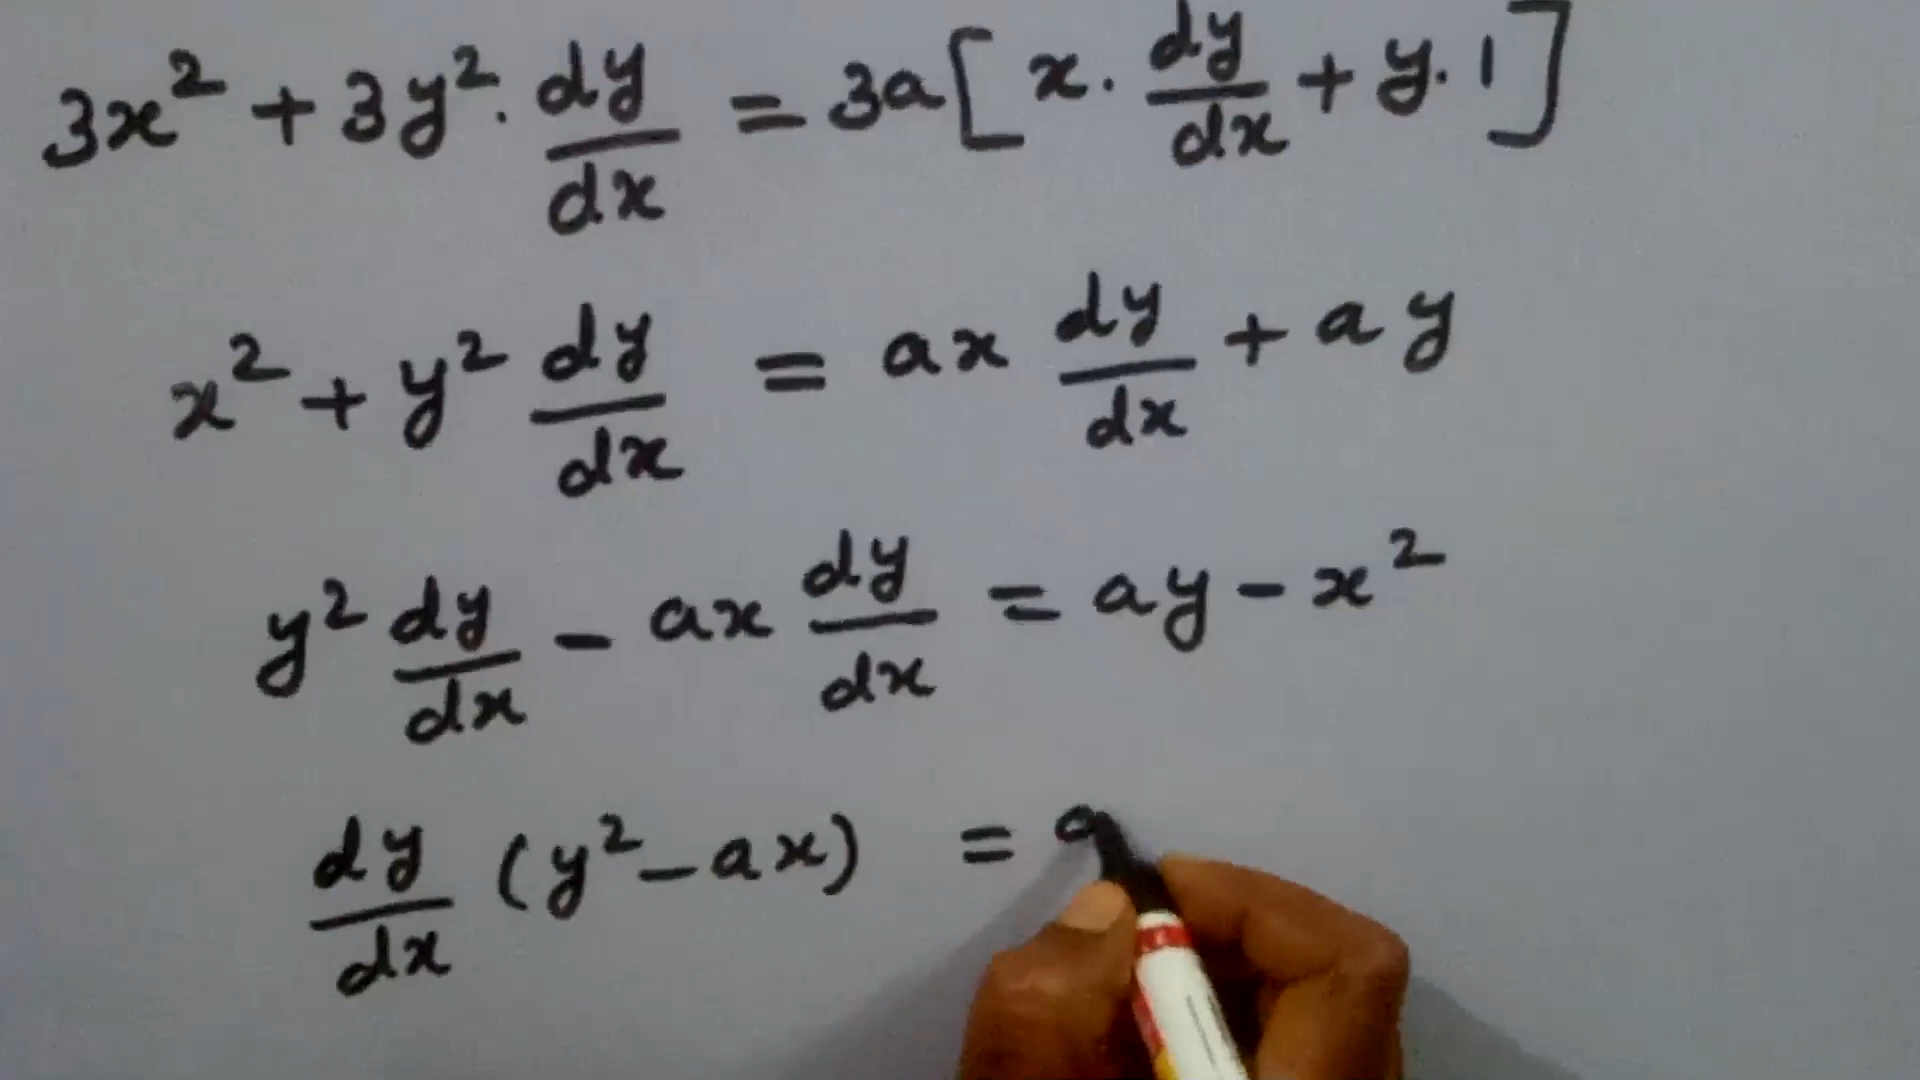 3x² + 3y² · dy/dx = 3a[x · dy/dx + y · 1]
x² + y² dy/dx = ax dy/dx + ay
y² dy/dx - ax dy/dx = ay - x²
dy/dx (y² - ax) = a